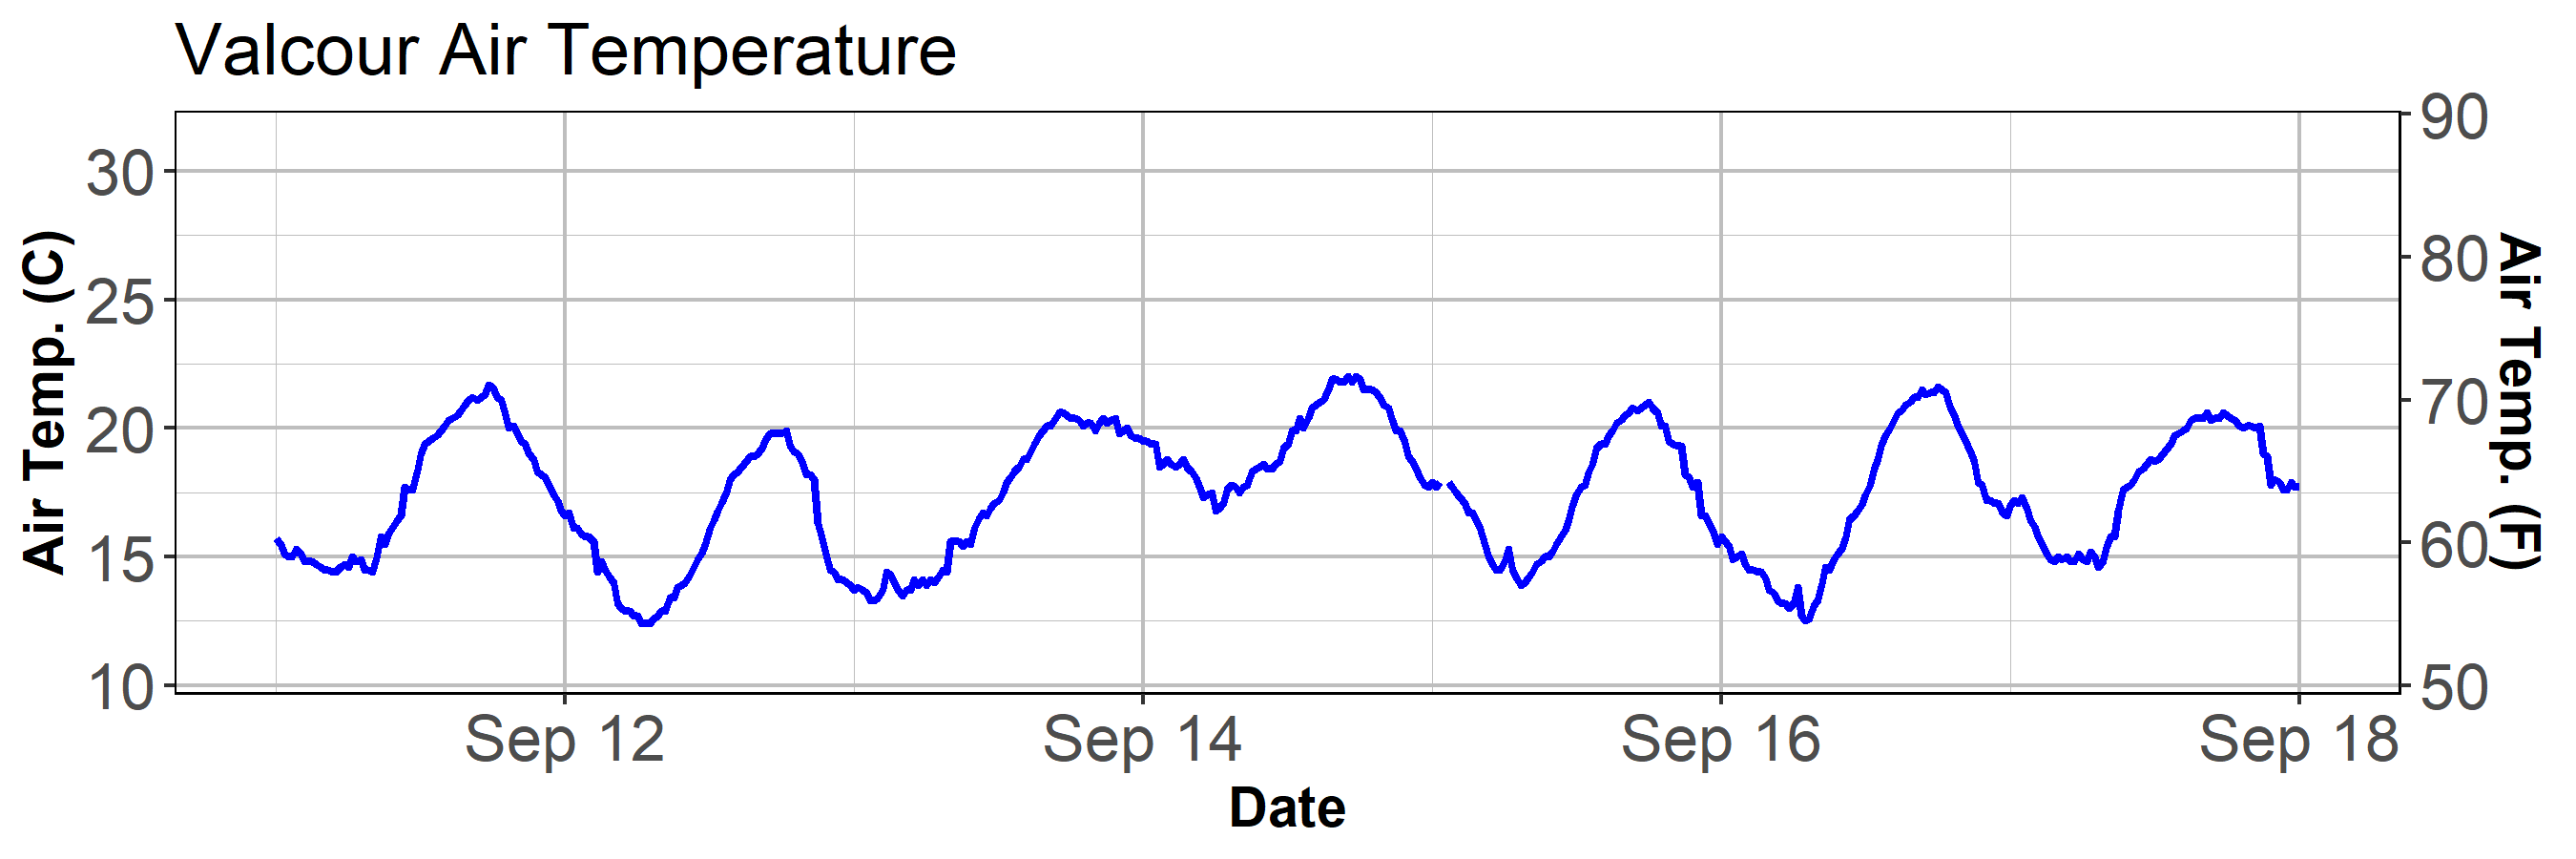 Valcour Air Temperature
Air Temp. (C)
30
25
20
15
10
90
80
70
60
50
Air Temp. (F)
Sep 12
Sep 14
Sep 16
Sep 18
Date